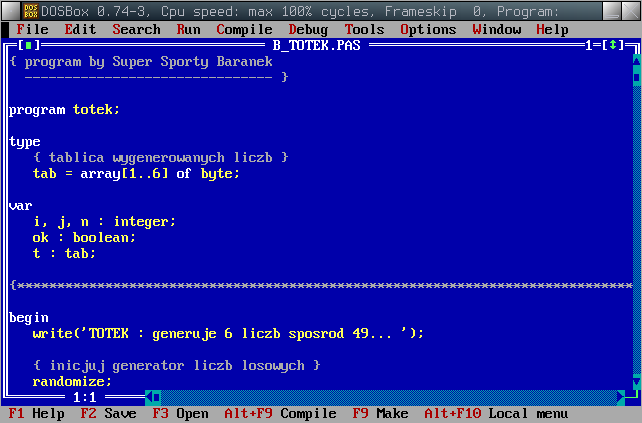 DOS BOX DOSBox 0.74-3, Cpu speed: max 100% cycles, Frameskip 0, Program:
File Edit Search Run Compile Debug Tools Options Window Help
B_TOTEK.PAS 1
{ program by Super Sporty Baranek
------------------------------- }
program totek;
type
{ tablica wygenerowanych liczb }
tab = array[1..6] of byte;
var
i, j, n : integer;
ok : boolean;
t : tab;
{*****************************************************************************
begin
write('TOTEK : generuje 6 liczb sposrod 49... ');
{ inicjuj generator liczb losowych }
randomize;
1:1
F1 Help F2 Save F3 Open Alt+F9 Compile F9 Make Alt+F10 Local menu